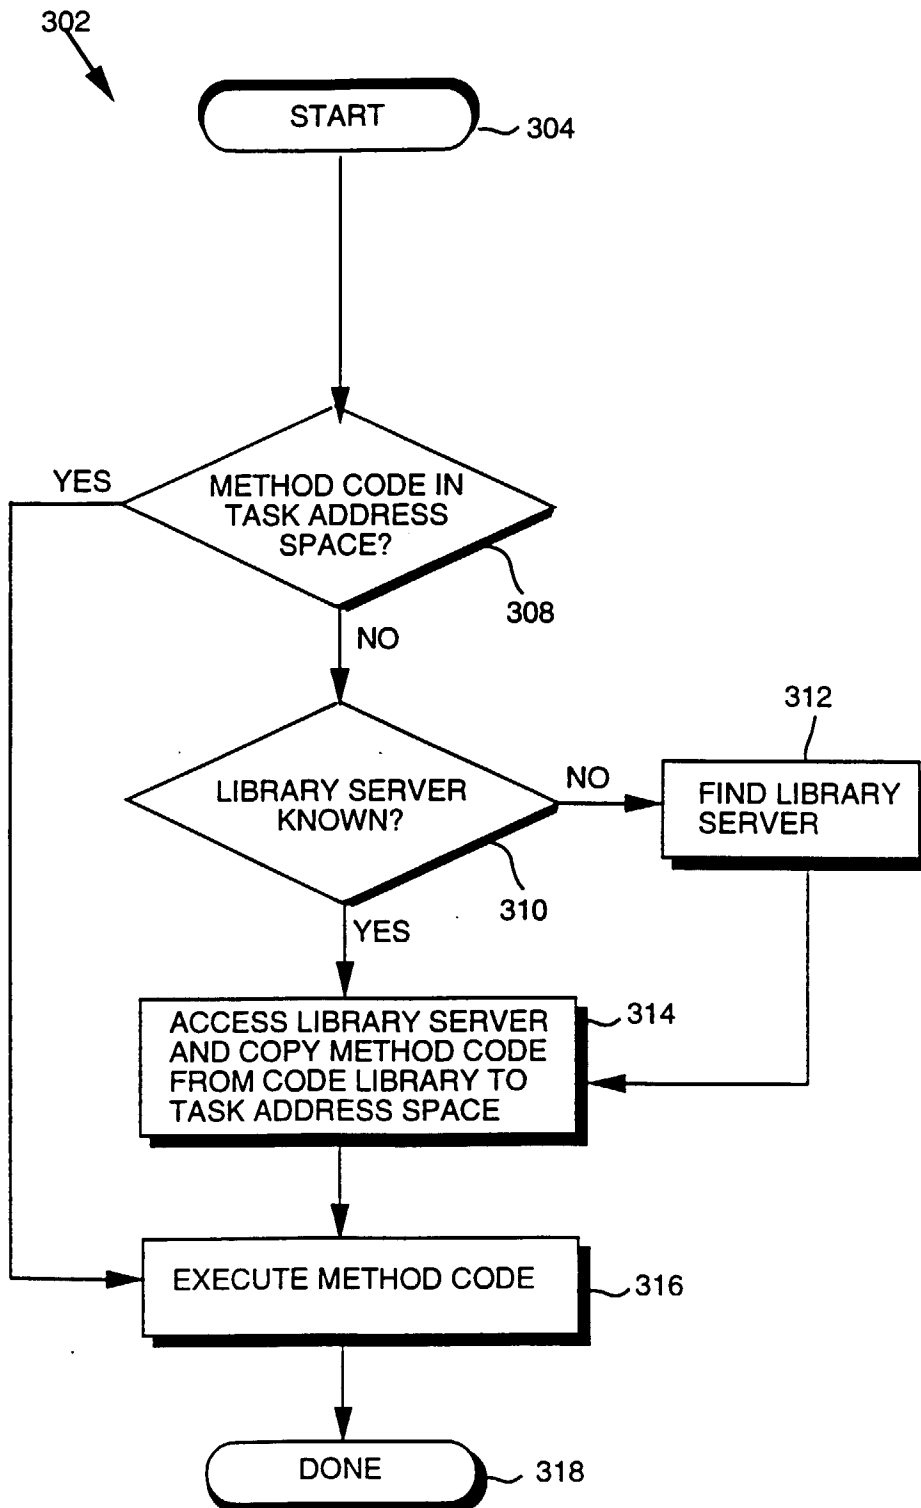 302
START
304
YES
METHOD CODE IN
TASK ADDRESS
SPACE?
308
NO
312
LIBRARY SERVER
KNOWN?
NO
FIND LIBRARY
SERVER
310
YES
ACCESS LIBRARY SERVER
AND COPY METHOD CODE
FROM CODE LIBRARY TO
TASK ADDRESS SPACE
314
EXECUTE METHOD CODE
316
DONE
318